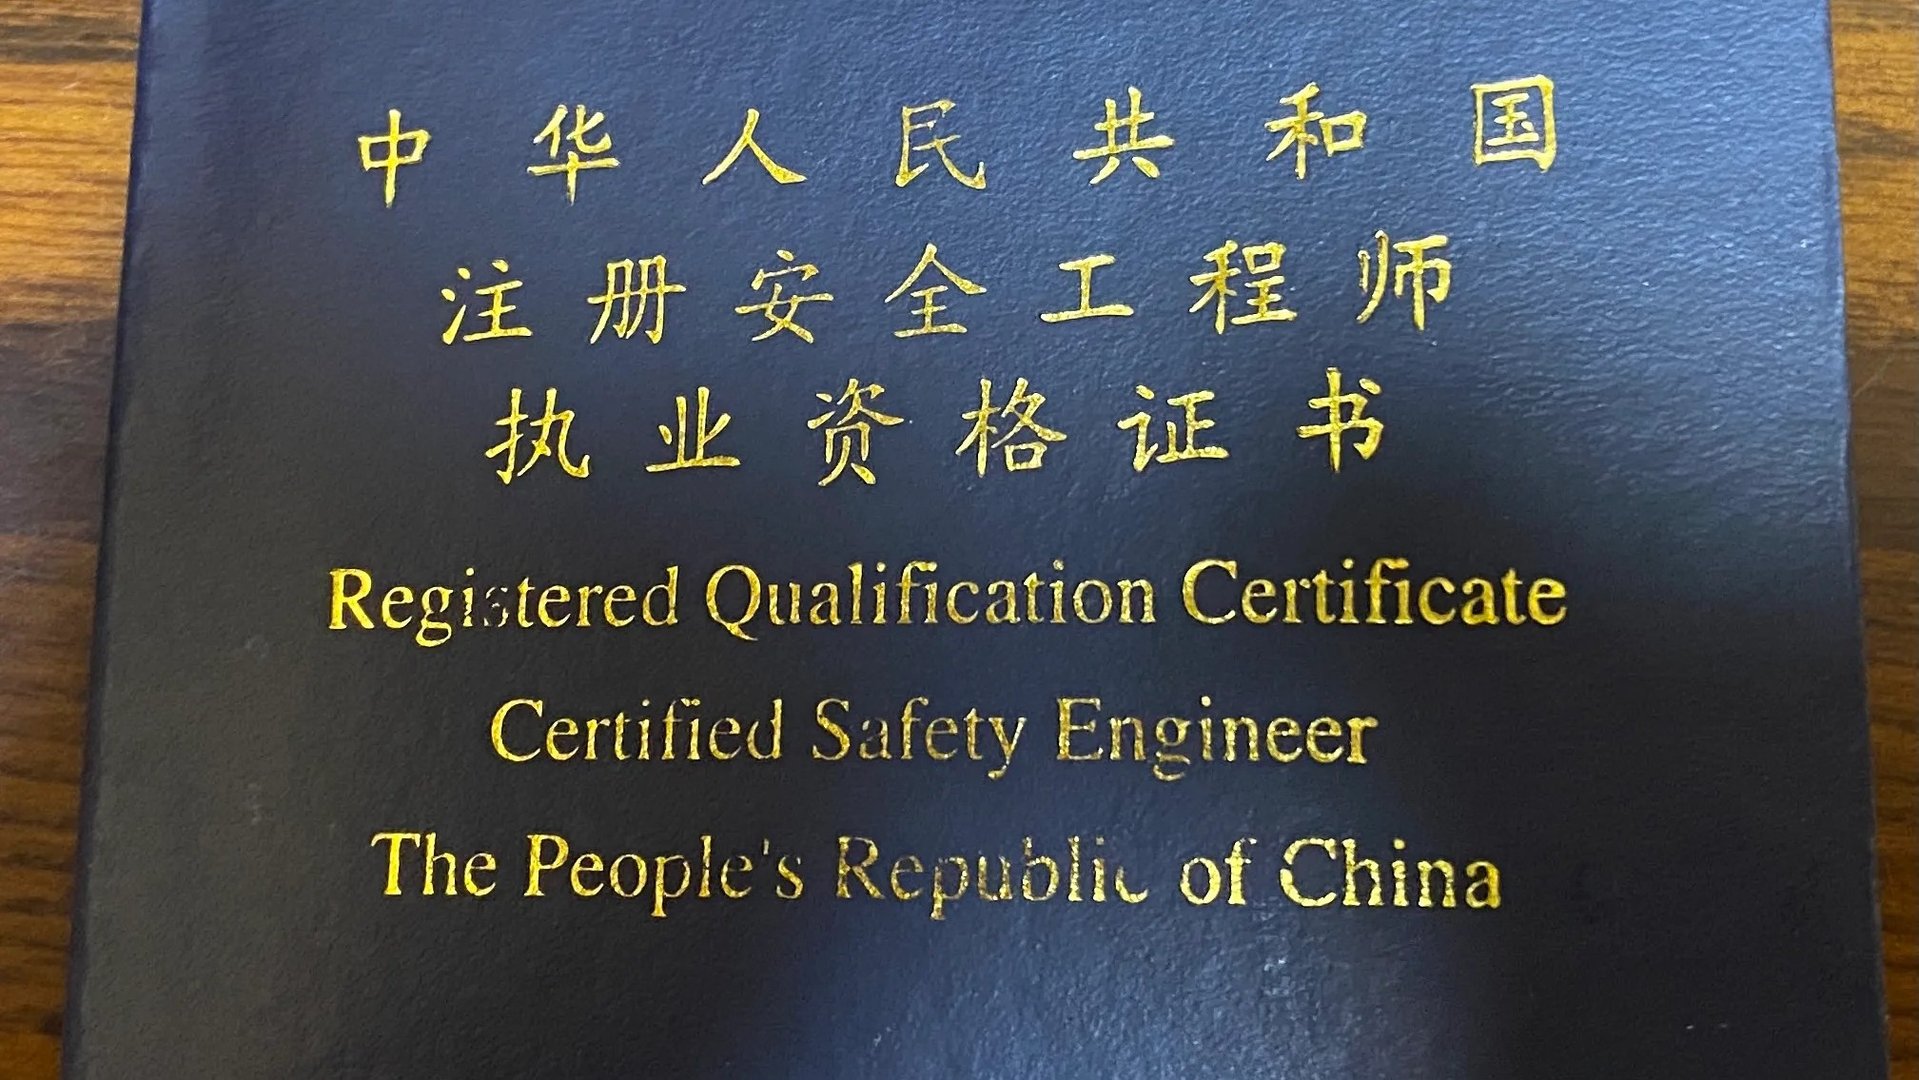 中华人民共和国
注册安全工程师
执业资格证书
Registered Qualification Certificate
Certified Safety Engineer
The People's Republic of China